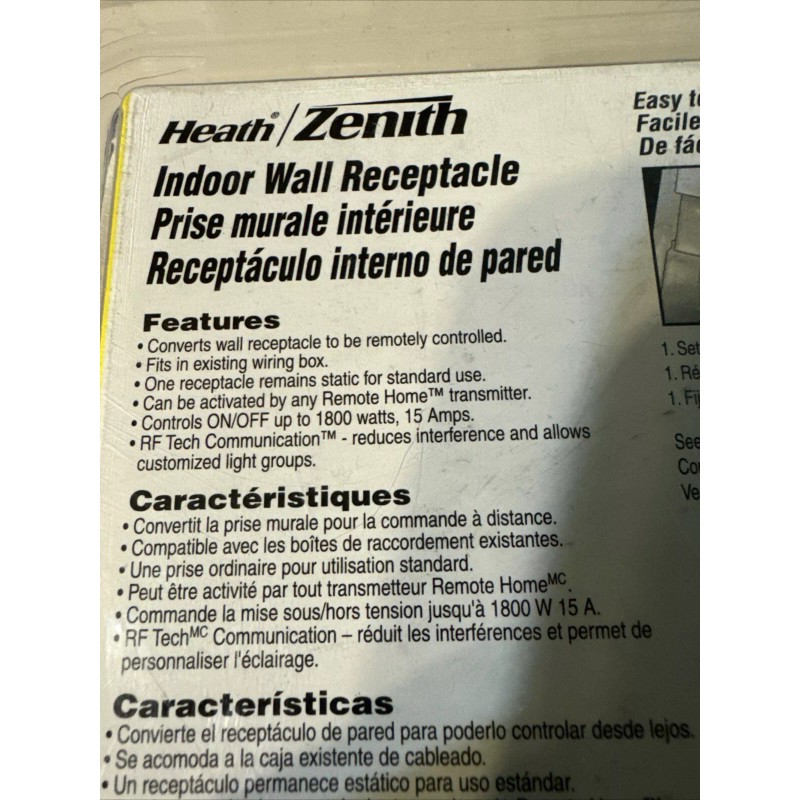 Heath®/Zenith
Indoor Wall Receptacle
Prise murale intérieure
Receptáculo interno de pared
Features
• Converts wall receptacle to be remotely controlled.
• Fits in existing wiring box.
• One receptacle remains static for standard use.
• Can be activated by any Remote Home™ transmitter.
• Controls ON/OFF up to 1800 watts, 15 Amps.
• RF Tech Communication™ - reduces interference and allows
customized light groups.
Caractéristiques
• Convertit la prise murale pour la commande à distance.
• Compatible avec les boîtes de raccordement existantes.
• Une prise ordinaire pour utilisation standard.
• Peut être activité par tout transmetteur Remote Home^MC.
• Commande la mise sous/hors tension jusqu'à 1800 W 15 A.
• RF Tech^MC Communication – réduit les interférences et permet de
personnaliser l'éclairage.
Características
• Convierte el receptáculo de pared para poderlo controlar desde lejos.
• Se acomoda a la caja existente de cableado.
• Un receptáculo permanece estático para uso estándar.
Easy
Facile
De
1. Set
1.
1.
See